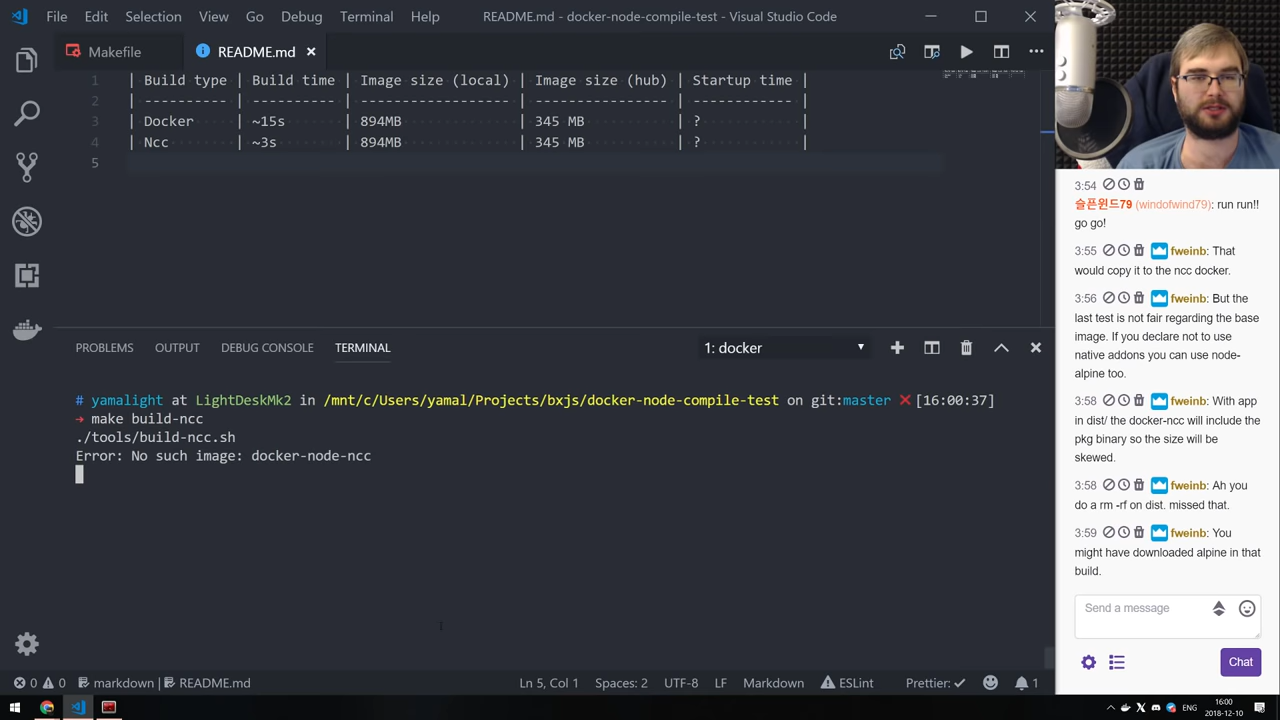 File Edit Selection View Go Debug Terminal Help README.md - docker-node-compile-test - Visual Studio Code
Makefile README.md
1 | Build type | Build time | Image size (local) | Image size (hub) | Startup time |
2 | ---------- | ---------- | ------------------ | ---------------- | ------------ |
3 | Docker | ~15s | 894MB | 345 MB | ? |
4 | Ncc | ~3s | 894MB | 345 MB | ? |
5
PROBLEMS OUTPUT DEBUG CONSOLE TERMINAL 1: docker
# yamalight at LightDeskMk2 in /mnt/c/Users/yamal/Projects/bxjs/docker-node-compile-test on git:master ❌ [16:00:37]
➜ make build-ncc
./tools/build-ncc.sh
Error: No such image: docker-node-ncc
0 0 markdown README.md Ln 5, Col 1 Spaces: 2 UTF-8 LF Markdown ESLint Prettier: ✓ 1
3:54
슬픈윈드79 (windofwind79): run run!!
go go!
3:55 fweinb: That
would copy it to the ncc docker.
3:56 fweinb: But the
last test is not fair regarding the base
image. If you declare not to use
native addons you can use node-
alpine too.
3:58 fweinb: With app
in dist/ the docker-ncc will include the
pkg binary so the size will be
skewed.
3:58 fweinb: Ah you
do a rm -rf on dist. missed that.
3:59 fweinb: You
might have downloaded alpine in that
build.
Send a message
Chat
ENG
16:00
2018-12-10